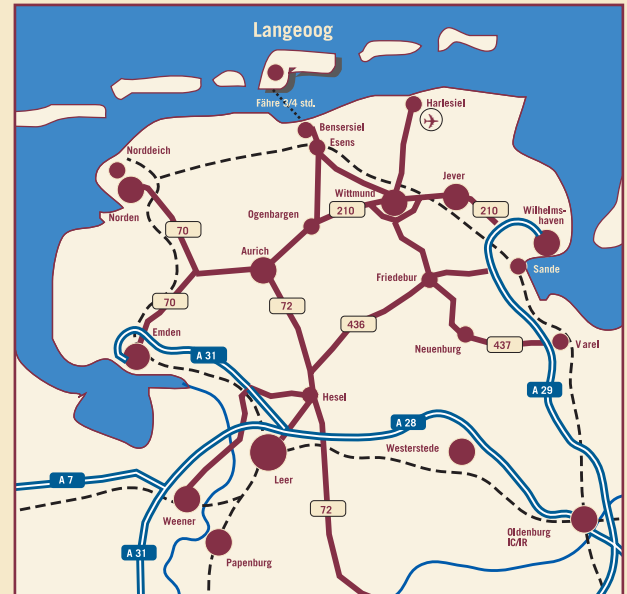 Langeoog
Fähre 3/4 std.
Harlesiel
Bensersiel
Esens
Norddeich
Jever
Wittmund
Wilhelms-
haven
210
210
Norden
Ogenbargen
70
Aurich
Sande
Friedebur
70
72
Emden
436
Neuenburg
437
Varel
A 31
A 29
Hesel
A 28
Westerstede
A 7
Leer
72
Weener
Oldenburg
IC/IR
A 31
Papenburg